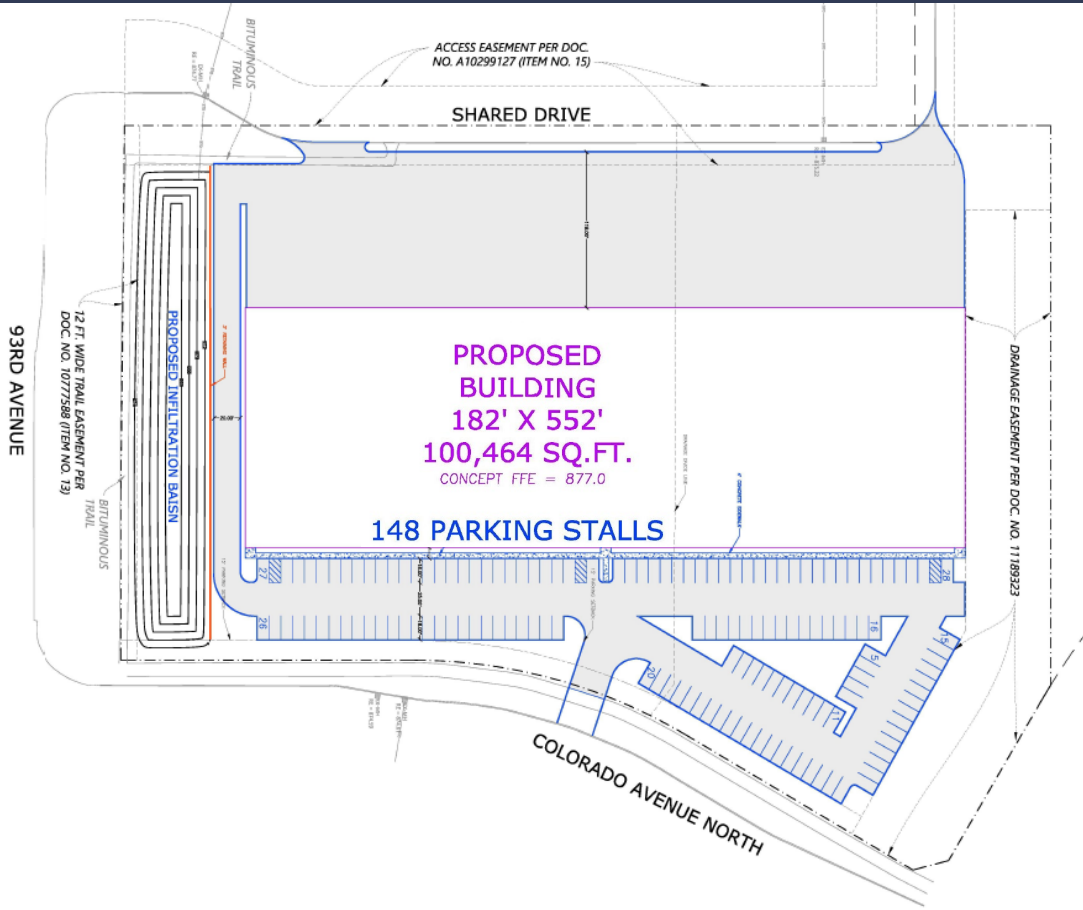 BITUMINOUS
TRAIL
ACCESS EASEMENT PER DOC.
NO. A10299127 (ITEM NO. 15)
SHARED DRIVE
93RD AVENUE
12 FT. WIDE TRAIL EASEMENT PER
DOC. NO. 10777588 (ITEM NO. 13)
BITUMINOUS
TRAIL
PROPOSED INFILTRATION BAISN
PROPOSED
BUILDING
182' X 552'
100,464 SQ.FT.
CONCEPT FFE = 877.0
148 PARKING STALLS
DRAINAGE EASEMENT PER DOC. NO. 11189323
27
28
26
16
15
5
11
20
COLORADO AVENUE NORTH